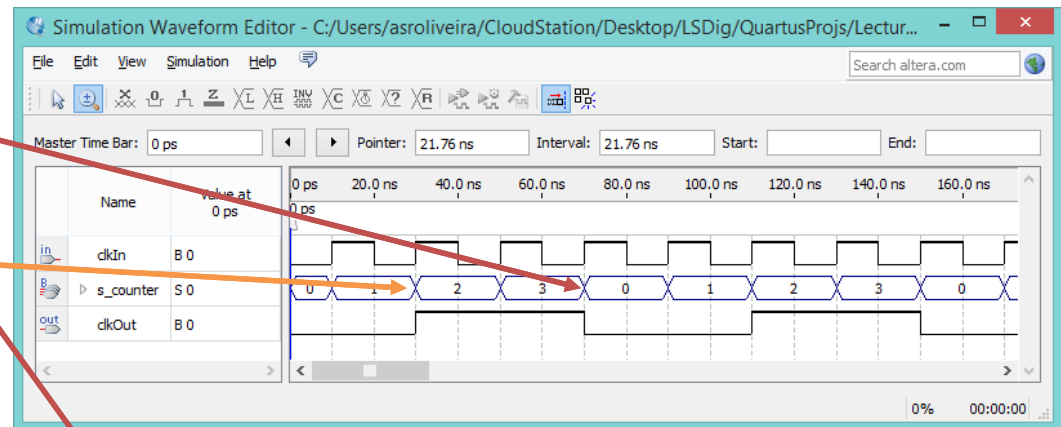 Simulation Waveform Editor - C:/Users/asroliveira/CloudStation/Desktop/LSDig/QuartusProjs/Lectur...
File Edit View Simulation Help
Search altera.com
Master Time Bar: 0 ps Pointer: 21.76 ns Interval: 21.76 ns Start: End:
Name Value at 0 ps
0 ps 20.0 ns 40.0 ns 60.0 ns 80.0 ns 100.0 ns 120.0 ns 140.0 ns 160.0 ns
0 ps
in clkIn B 0
B s_counter S 0 0 1 2 3 0 1 2 3 0
out clkOut B 0
0% 00:00:00